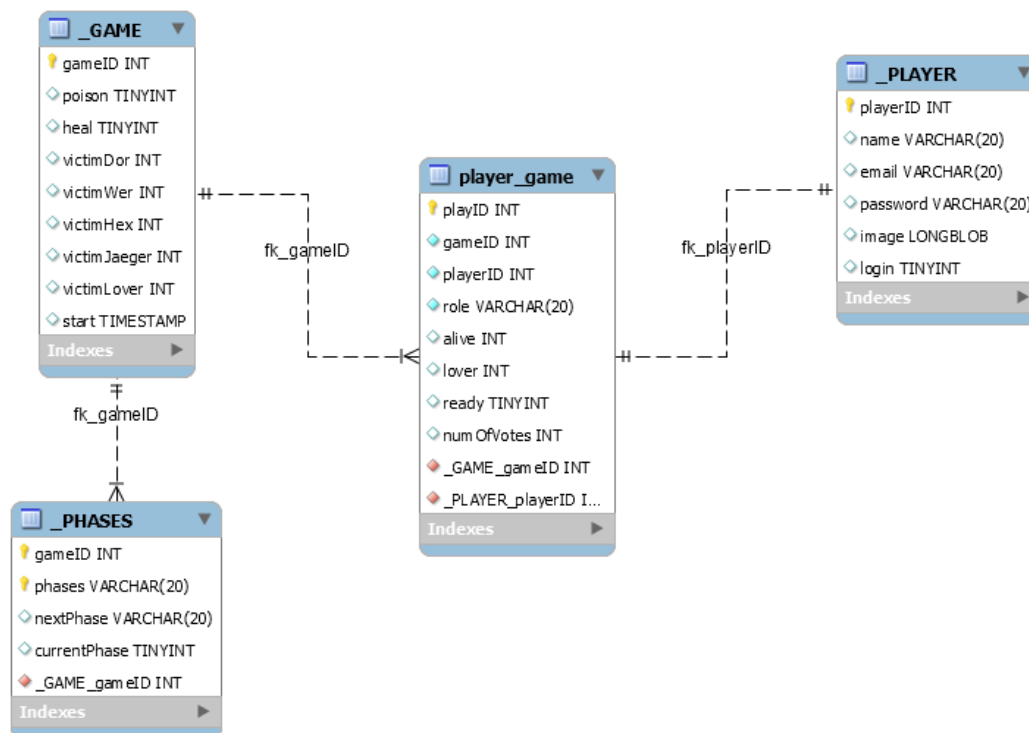 _GAME
gameID INT
poison TINYINT
heal TINYINT
victimDor INT
victimWer INT
victimHex INT
victimJaeger INT
victimLover INT
start TIMESTAMP
Indexes
fk_gameID
_PHASES
gameID INT
phases VARCHAR(20)
nextPhase VARCHAR(20)
currentPhase TINYINT
_GAME_gameID INT
Indexes
fk_gameID
player_game
playID INT
gameID INT
playerID INT
role VARCHAR(20)
alive INT
lover INT
ready TINYINT
numOfVotes INT
_GAME_gameID INT
_PLAYER_playerID I...
Indexes
fk_playerID
_PLAYER
playerID INT
name VARCHAR(20)
email VARCHAR(20)
password VARCHAR(20)
image LONGBLOB
login TINYINT
Indexes